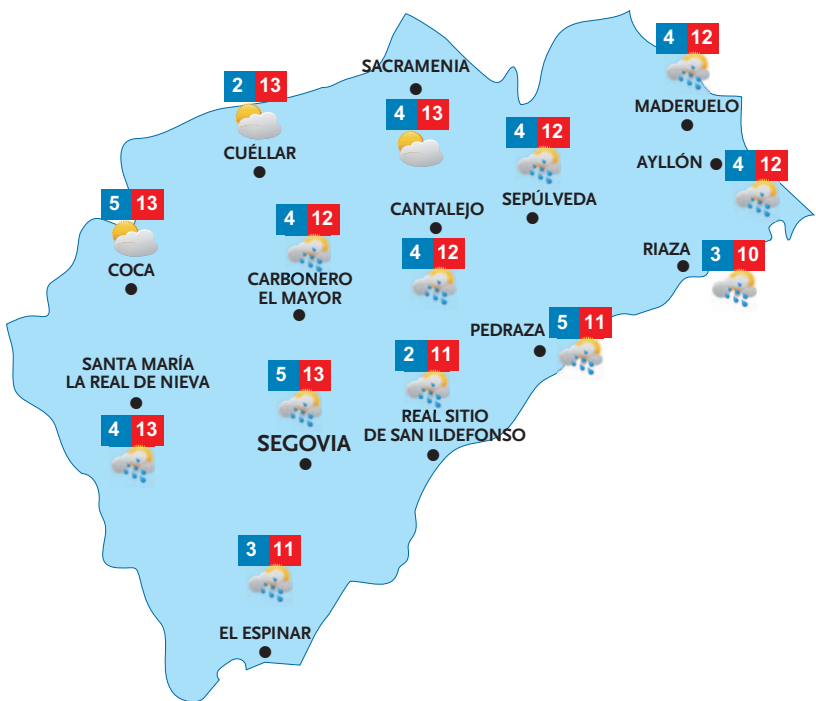 4 12
SACRAMENIA
2 13
MADERUELO
4 13
4 12
CUÉLLAR
AYLLÓN
4 12
SEPÚLVEDA
5 13
CANTALEJO
4 12
RIAZA
3 10
COCA
4 12
CARBONERO
EL MAYOR
PEDRAZA
5 11
SANTA MARÍA
LA REAL DE NIEVA
2 11
5 13
REAL SITIO
DE SAN ILDEFONSO
4 13
SEGOVIA
3 11
EL ESPINAR